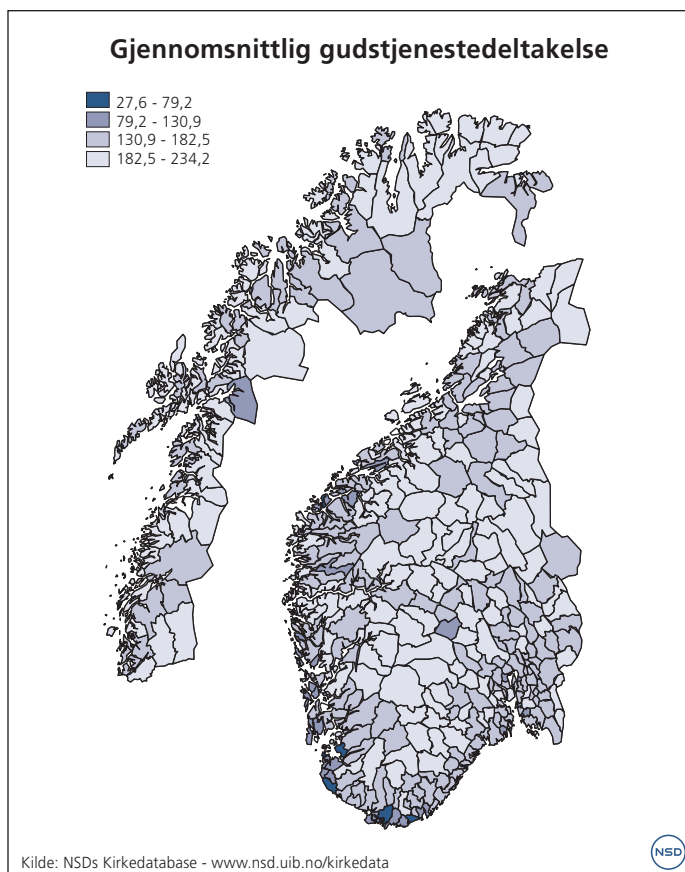 Gjennomsnittlig gudstjenestedeltakelse
27,6 - 79,2
79,2 - 130,9
130,9 - 182,5
182,5 - 234,2
Kilde: NSDs Kirkedatabase - www.nsd.uib.no/kirkedata
NSD